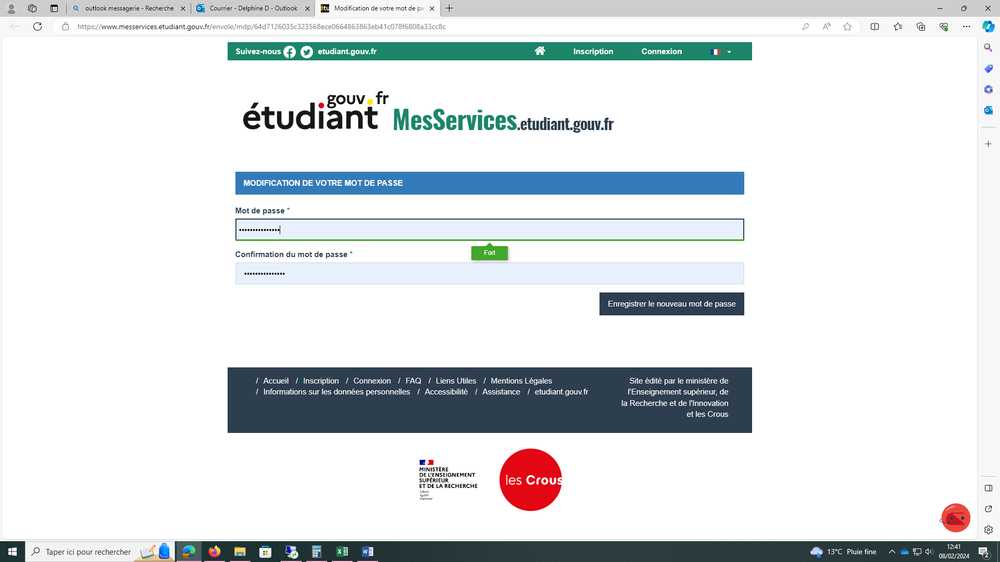 outlook messagerie - Recherche
Courrier - Delphine D - Outlook
Modification de votre mot de pa
https://www.messervices.etudiant.gouv.fr/envole/mdp/64d7126035c323568ece0664863863eb41c078f6808a33cc8c
Suivez-nous etudiant.gouv.fr
Inscription
Connexion
gouv.fr
étudiant
MesServices.etudiant.gouv.fr
MODIFICATION DE VOTRE MOT DE PASSE
Mot de passe *
•••••••••••••••
Fort
Confirmation du mot de passe *
•••••••••••••••
Enregistrer le nouveau mot de passe
/ Accueil / Inscription / Connexion / FAQ / Liens Utiles / Mentions Légales
/ Informations sur les données personnelles / Accessibilité / Assistance / etudiant.gouv.fr
Site édité par le ministère de
l'Enseignement supérieur, de
la Recherche et de l'Innovation
et les Crous
MINISTÈRE
DE L'ENSEIGNEMENT
SUPÉRIEUR
ET DE LA RECHERCHE
Liberté
Égalité
Fraternité
les Crous
Taper ici pour rechercher
13°C Pluie fine
12:41
08/02/2024
2